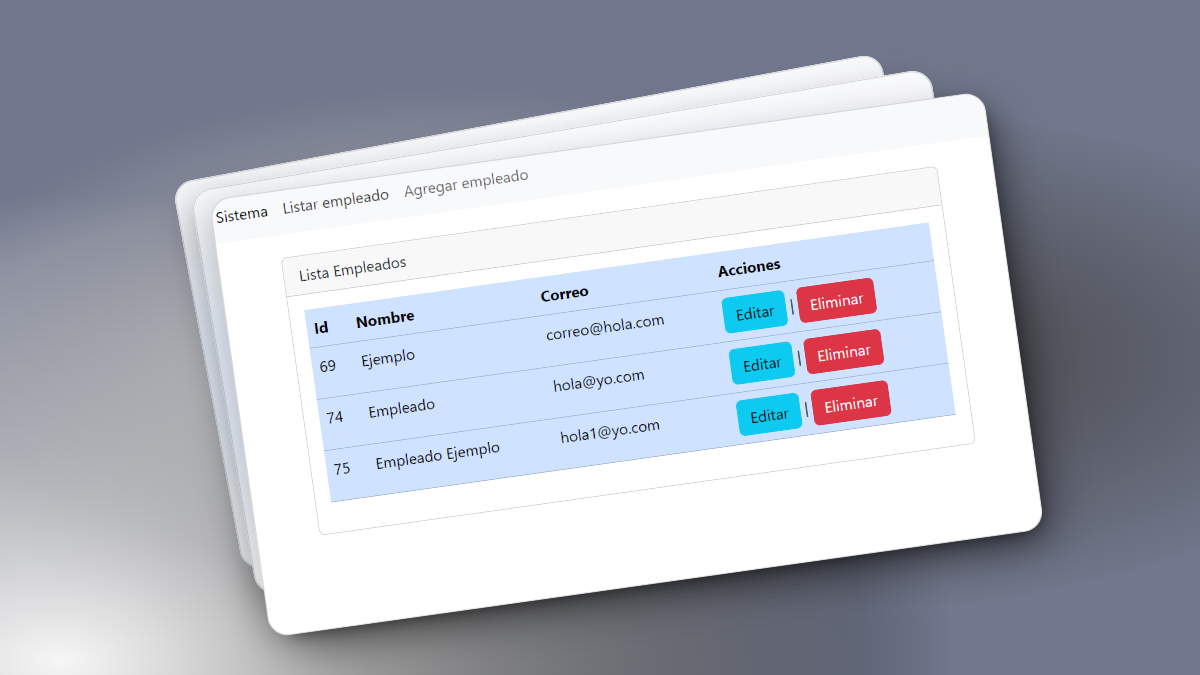 Sistema Listar empleado Agregar empleado
Lista Empleados
Id Nombre Correo Acciones
69 Ejemplo correo@hola.com Editar | Eliminar
74 Empleado hola@yo.com Editar | Eliminar
75 Empleado Ejemplo hola1@yo.com Editar | Eliminar